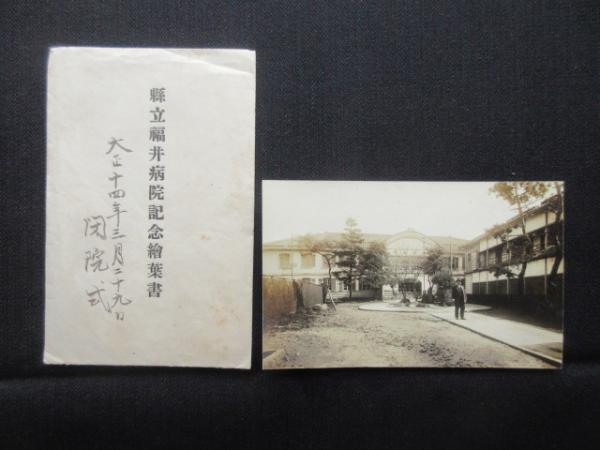 縣立福井病院記念繪葉書
大正十四年三月二十九日
閉院式